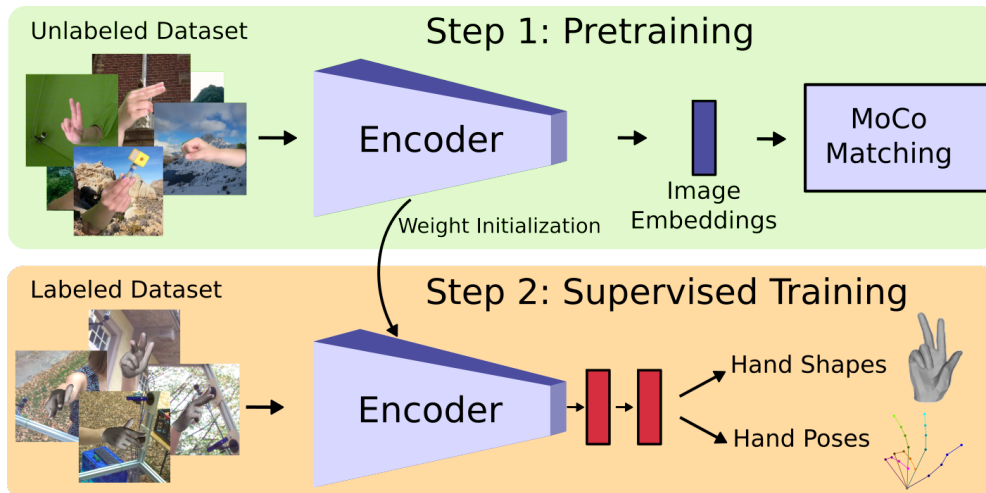 Unlabeled Dataset
Step 1: Pretraining
Encoder
MoCo
Matching
Image
Embeddings
Weight Initialization
Labeled Dataset
Step 2: Supervised Training
Encoder
Hand Shapes
Hand Poses